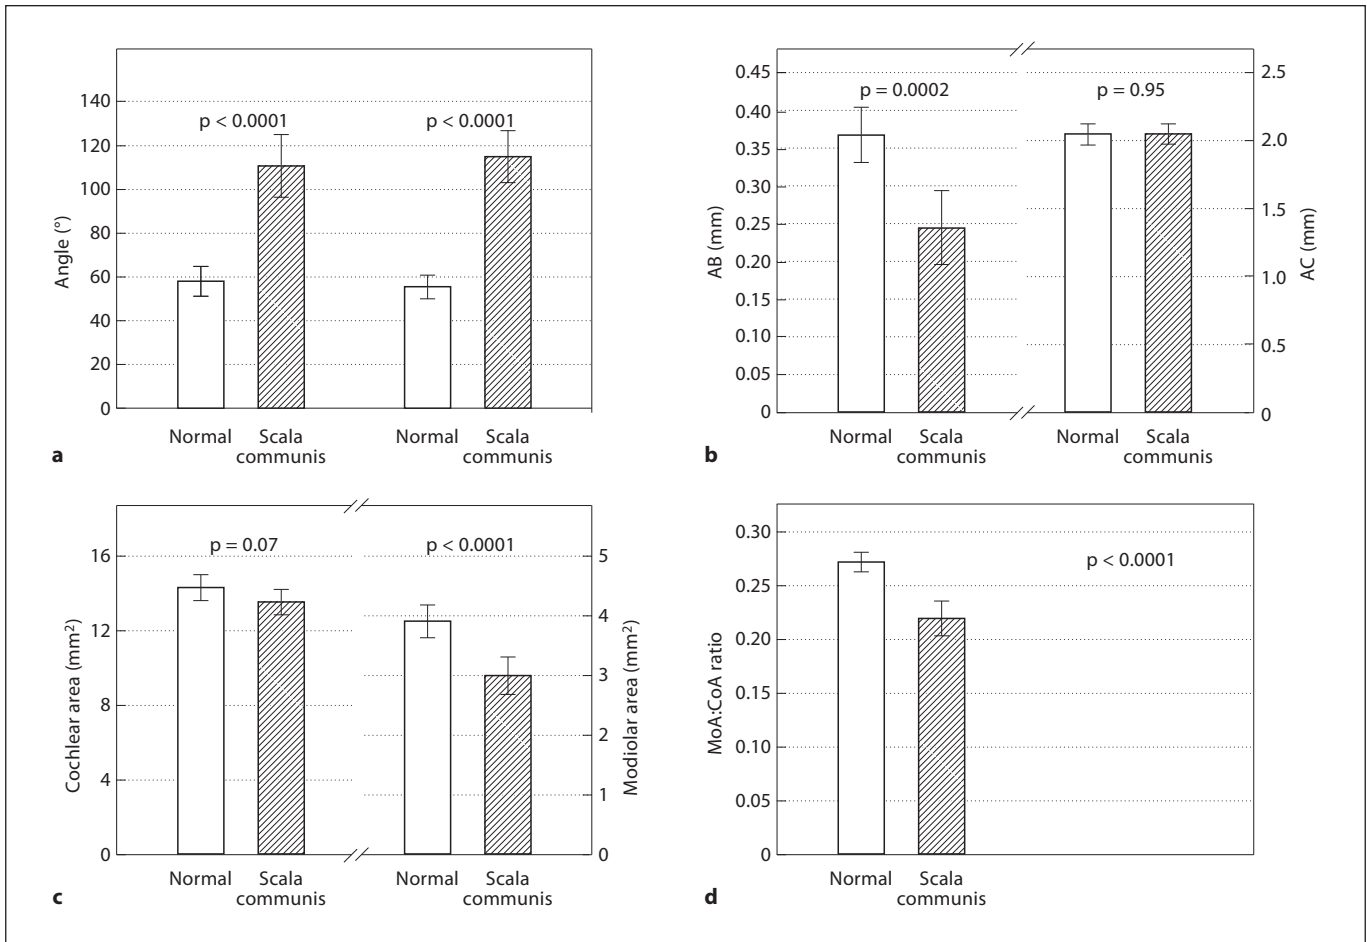 140
120
100
80
60
40
20
0
Angle (°)
p < 0.0001
p < 0.0001
Normal
Scala
communis
Normal
Scala
communis
a
0.45
0.40
0.35
0.30
0.25
0.20
0.15
0.10
0.05
0
AB (mm)
p = 0.0002
p = 0.95
2.5
2.0
1.5
1.0
0.5
0
AC (mm)
Normal
Scala
communis
Normal
Scala
communis
b
16
12
8
4
0
Cochlear area (mm²)
p = 0.07
p < 0.0001
5
4
3
2
1
0
Modiolar area (mm²)
Normal
Scala
communis
Normal
Scala
communis
c
0.30
0.25
0.20
0.15
0.10
0.05
0
MoA:CoA ratio
p < 0.0001
Normal
Scala
communis
d